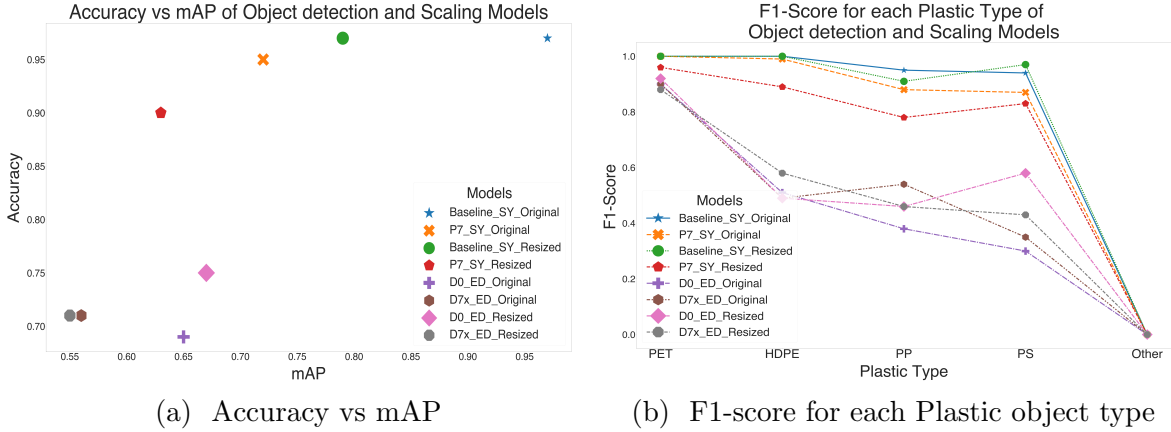 Accuracy vs mAP of Object detection and Scaling Models
Accuracy
0.95
0.90
0.85
0.80
0.75
0.70
Models
Baseline_SY_Original
P7_SY_Original
Baseline_SY_Resized
P7_SY_Resized
D0_ED_Original
D7x_ED_Original
D0_ED_Resized
D7x_ED_Resized
0.55 0.60 0.65 0.70 0.75 0.80 0.85 0.90 0.95
mAP
(a) Accuracy vs mAP
F1-Score for each Plastic Type of
Object detection and Scaling Models
F1-Score
1.0
0.8
0.6
0.4
0.2
0.0
Models
Baseline_SY_Original
P7_SY_Original
Baseline_SY_Resized
P7_SY_Resized
D0_ED_Original
D7x_ED_Original
D0_ED_Resized
D7x_ED_Resized
PET HDPE PP PS Other
Plastic Type
(b) F1-score for each Plastic object type